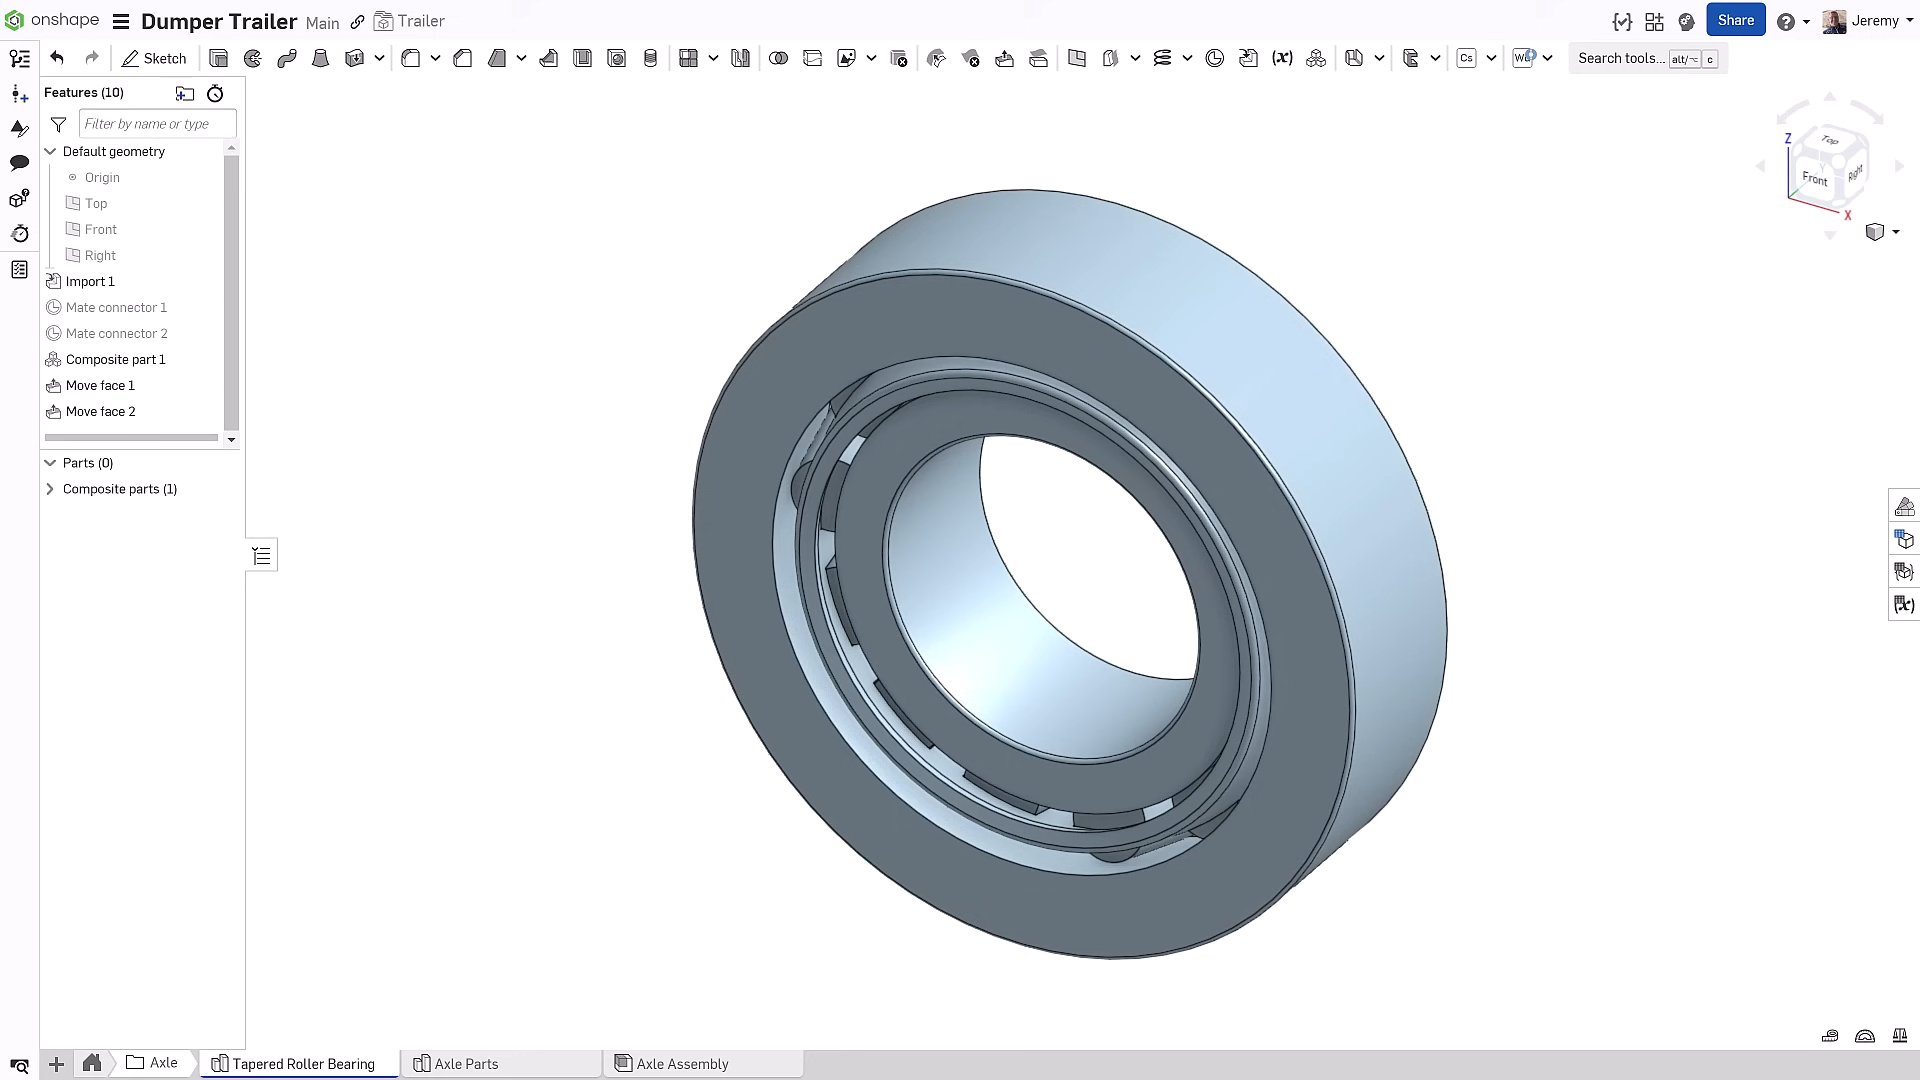 onshape Dumper Trailer Main Trailer Share Jeremy
Sketch Search tools... alt/⌥ c
Features (10)
Filter by name or type
Default geometry
Origin
Top
Front
Right
Import 1
Mate connector 1
Mate connector 2
Composite part 1
Move face 1
Move face 2
Parts (0)
Composite parts (1)
Z
Top
Front
Right
Y
X
Axle Tapered Roller Bearing Axle Parts Axle Assembly